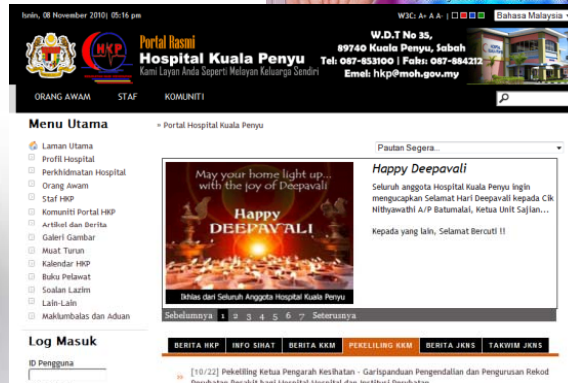 Isnin, 08 November 2010| 05:16 pm
W3C: A+ A A- |
Bahasa Malaysia
HKP
Portal Rasmi
Hospital Kuala Penyu
Kami Layan Anda Seperti Melayan Keluarga Sendiri
W.D.T No 35,
89740 Kuala Penyu, Sabah
Tel: 087-853100 | Faks: 087-884212
Emel: hkp@moh.gov.my
ORANG AWAM STAF KOMUNITI
Menu Utama
Laman Utama
Profil Hospital
Perkhidmatan Hospital
Orang Awam
Staf HKP
Komuniti Portal HKP
Artikel dan Berita
Galeri Gambar
Muat Turun
Kalendar HKP
Buku Pelawat
Soalan Lazim
Lain-Lain
Maklumbalas dan Aduan
Log Masuk
ID Pengguna
» Portal Hospital Kuala Penyu
Pautan Segera...
May your home light up...
with the joy of Deepavali
Happy
DEEPAVALI
Ikhlas dari Seluruh Anggota Hospital Kuala Penyu
Happy Deepavali
Seluruh anggota Hospital Kuala Penyu ingin
mengucapkan Selamat Hari Deepavali kepada Cik
Nithyawathi A/P Batumalai, Ketua Unit Sajian...
Kepada yang lain, Selamat Bercuti !!
Sebelumnya 1 2 3 4 5 6 7 Seterusnya
BERITA HKP INFO SIHAT BERITA KKM PEKELILING KKM BERITA JKNS TAKWIM JKNS
[10/22] Pekeliling Ketua Pengarah Kesihatan - Garispanduan Pengendalian dan Pengurusan Rekod
Perubatan Pesakit bagi Hospital-Hospital dan Institusi Perubatan